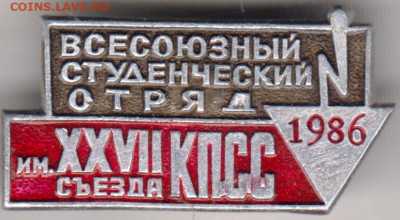 COINS.LAVE.RU
ВСЕСОЮЗНЫЙ
СТУДЕНЧЕСКИЙ
ОТРЯД
1986
ИМ. XXVII СЪЕЗДА КПСС